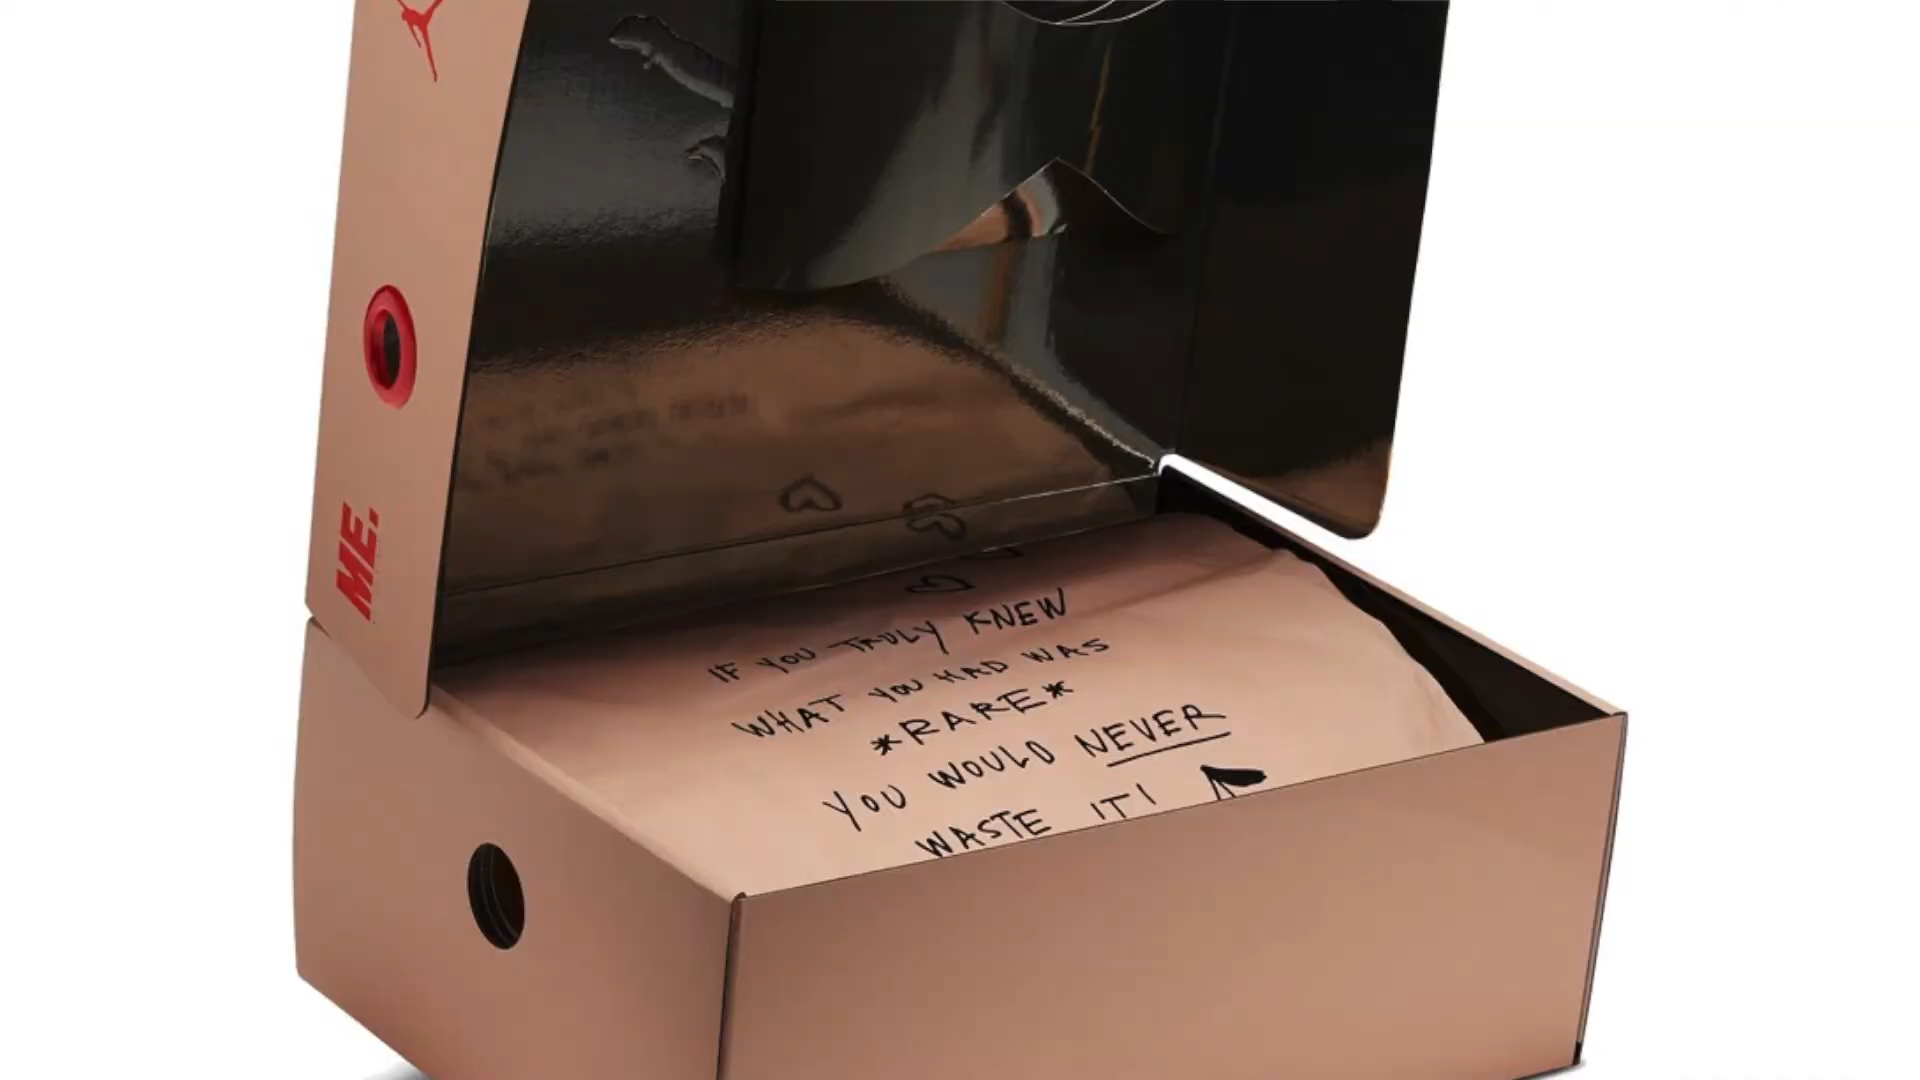 ME.
IF YOU TRULY KNEW
WHAT YOU HAD WAS
*RARE*
YOU WOULD NEVER
WASTE IT!